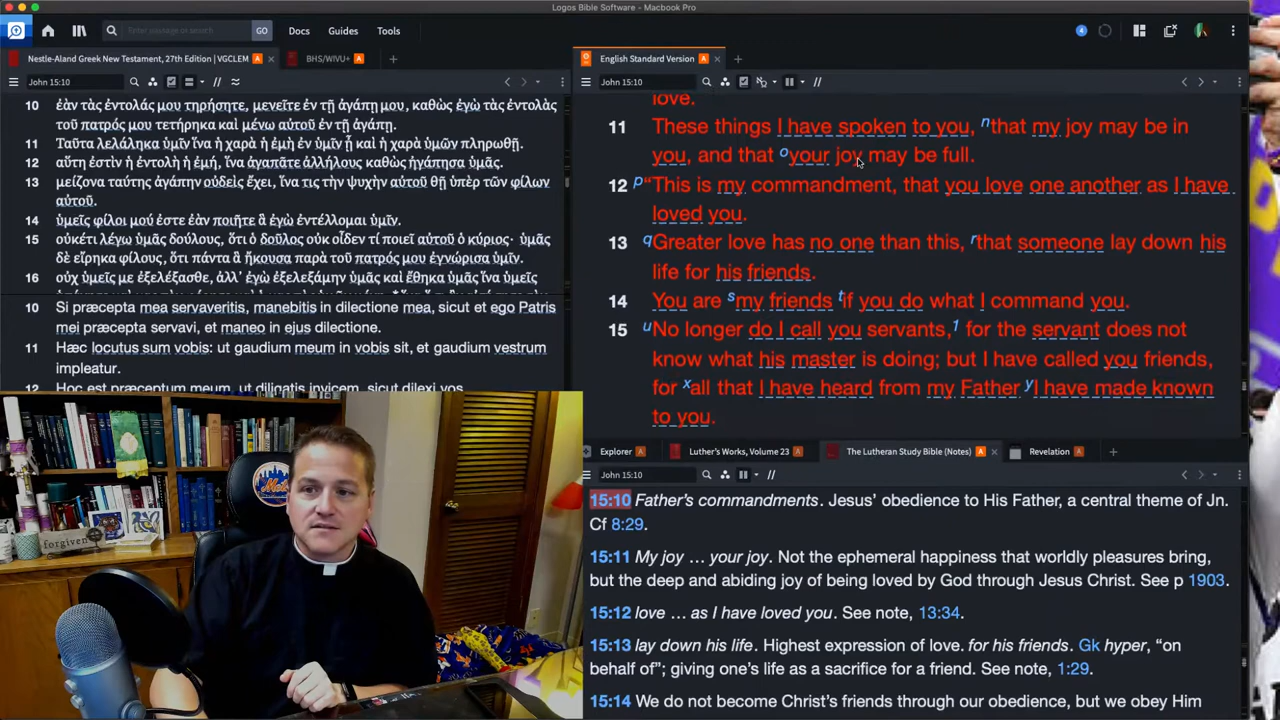 Logos Bible Software - Macbook Pro
Enter passage or command
GO
Docs
Guides
Tools
4
Nestle-Aland Greek New Testament, 27th Edition | VGCLEM A
BHS/WIVU+ A
John 15:10
10 ἐὰν τὰς ἐντολάς μου τηρήσητε, μενεῖτε ἐν τῇ ἀγάπῃ μου, καθὼς ἐγὼ τὰς ἐντολὰς
τοῦ πατρός μου τετήρηκα καὶ μένω αὐτοῦ ἐν τῇ ἀγάπῃ.
11 Ταῦτα λελάληκα ὑμῖν ἵνα ἡ χαρὰ ἡ ἐμὴ ἐν ὑμῖν ᾖ καὶ ἡ χαρὰ ὑμῶν πληρωθῇ.
12 αὕτη ἐστὶν ἡ ἐντολὴ ἡ ἐμή, ἵνα ἀγαπᾶτε ἀλλήλους καθὼς ἠγάπησα ὑμᾶς.
13 μείζονα ταύτης ἀγάπην οὐδεὶς ἔχει, ἵνα τις τὴν ψυχὴν αὐτοῦ θῇ ὑπὲρ τῶν φίλων
αὐτοῦ.
14 ὑμεῖς φίλοι μού ἐστε ἐὰν ποιῆτε ἃ ἐγὼ ἐντέλλομαι ὑμῖν.
15 οὐκέτι λέγω ὑμᾶς δούλους, ὅτι ὁ δοῦλος οὐκ οἶδεν τί ποιεῖ αὐτοῦ ὁ κύριος· ὑμᾶς
δὲ εἴρηκα φίλους, ὅτι πάντα ἃ ἤκουσα παρὰ τοῦ πατρός μου ἐγνώρισα ὑμῖν.
16 οὐχ ὑμεῖς με ἐξελέξασθε, ἀλλ’ ἐγὼ ἐξελεξάμην ὑμᾶς καὶ ἔθηκα ὑμᾶς ἵνα ὑμεῖς
10 Si præcepta mea servaveritis, manebitis in dilectione mea, sicut et ego Patris
mei præcepta servavi, et maneo in ejus dilectione.
11 Hæc locutus sum vobis: ut gaudium meum in vobis sit, et gaudium vestrum
impleatur.
12 Hoc est præceptum meum, ut diligatis invicem, sicut dilexi vos.
English Standard Version A
John 15:10
love.
11 These things I have spoken to you, n that my joy may be in
you, and that o your joy may be full.
12 p “This is my commandment, that you love one another as I have
loved you.
13 q Greater love has no one than this, r that someone lay down his
life for his friends.
14 You are s my friends t if you do what I command you.
15 u No longer do I call you servants, 1 for the servant does not
know what his master is doing; but I have called you friends,
for x all that I have heard from my Father y I have made known
to you.
Explorer A
Luther's Works, Volume 23 A
The Lutheran Study Bible (Notes) A
Revelation A
John 15:10
15:10 Father's commandments. Jesus' obedience to His Father, a central theme of Jn.
Cf 8:29.
15:11 My joy … your joy. Not the ephemeral happiness that worldly pleasures bring,
but the deep and abiding joy of being loved by God through Jesus Christ. See p 1903.
15:12 love … as I have loved you. See note, 13:34.
15:13 lay down his life. Highest expression of love. for his friends. Gk hyper, “on
behalf of”; giving one's life as a sacrifice for a friend. See note, 1:29.
15:14 We do not become Christ's friends through our obedience, but we obey Him
forgiven
Mets